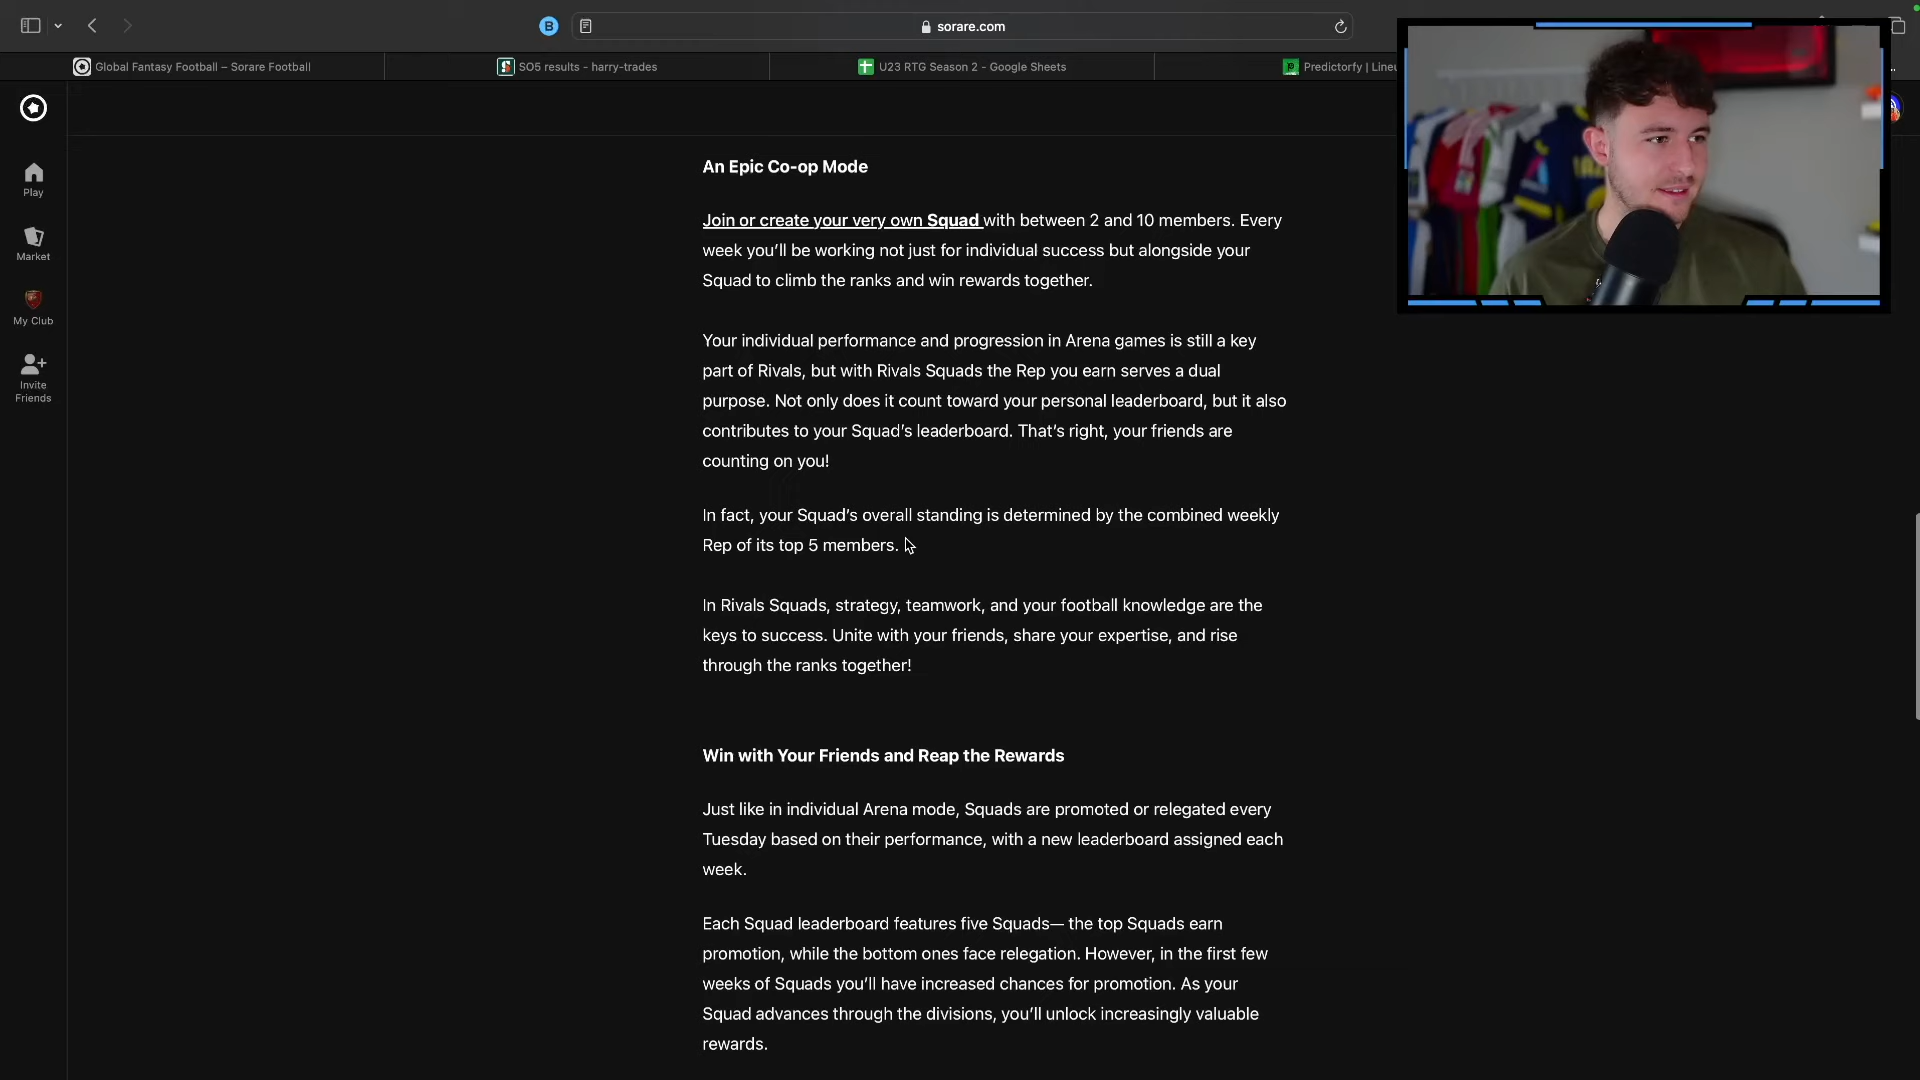 sorare.com
Global Fantasy Football – Sorare Football
SO5 results - harry-trades
U23 RTG Season 2 - Google Sheets
Predictorfy | Lineu
Play
Market
My Club
Invite
Friends
An Epic Co-op Mode
Join or create your very own Squad with between 2 and 10 members. Every
week you’ll be working not just for individual success but alongside your
Squad to climb the ranks and win rewards together.
Your individual performance and progression in Arena games is still a key
part of Rivals, but with Rivals Squads the Rep you earn serves a dual
purpose. Not only does it count toward your personal leaderboard, but it also
contributes to your Squad’s leaderboard. That’s right, your friends are
counting on you!
In fact, your Squad’s overall standing is determined by the combined weekly
Rep of its top 5 members.
In Rivals Squads, strategy, teamwork, and your football knowledge are the
keys to success. Unite with your friends, share your expertise, and rise
through the ranks together!
Win with Your Friends and Reap the Rewards
Just like in individual Arena mode, Squads are promoted or relegated every
Tuesday based on their performance, with a new leaderboard assigned each
week.
Each Squad leaderboard features five Squads— the top Squads earn
promotion, while the bottom ones face relegation. However, in the first few
weeks of Squads you’ll have increased chances for promotion. As your
Squad advances through the divisions, you’ll unlock increasingly valuable
rewards.